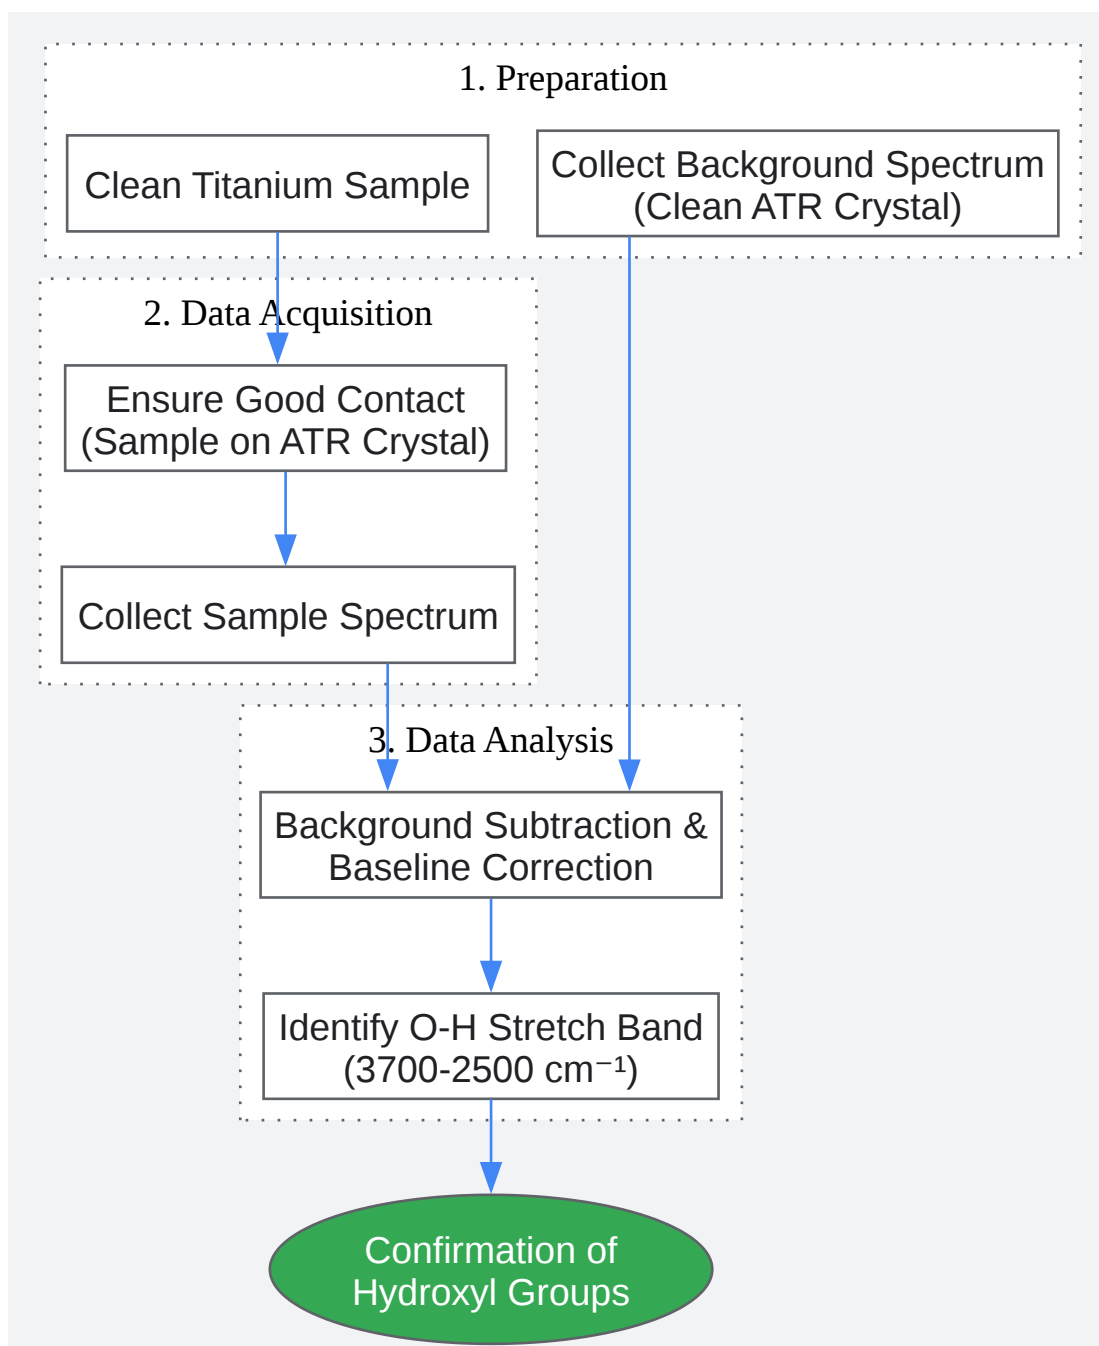 1. Preparation
Clean Titanium Sample
Collect Background Spectrum
(Clean ATR Crystal)
2. Data Acquisition
Ensure Good Contact
(Sample on ATR Crystal)
Collect Sample Spectrum
3. Data Analysis
Background Subtraction &
Baseline Correction
Identify O-H Stretch Band
(3700-2500 cm⁻¹)
Confirmation of
Hydroxyl Groups